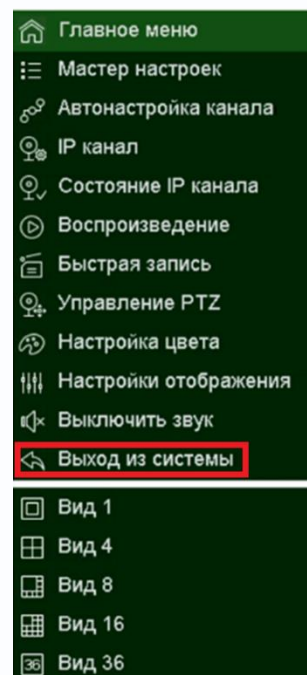 Главное меню
Мастер настроек
Автонастройка канала
IP канал
Состояние IP канала
Воспроизведение
Быстрая запись
Управление PTZ
Настройка цвета
Настройки отображения
Выключить звук
Выход из системы
Вид 1
Вид 4
Вид 8
Вид 16
36 Вид 36